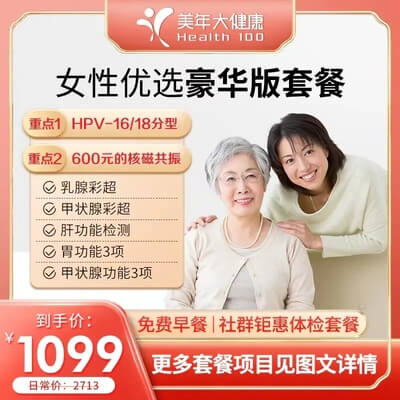 美年大健康
Health 100
女性优选豪华版套餐
重点1 HPV-16/18分型
重点2 600元的核磁共振
乳腺彩超
甲状腺彩超
肝功能检测
胃功能3项
甲状腺功能3项
到手价：
¥1099
日常价：2713
免费早餐|社群钜惠体检套餐
更多套餐项目见图文详情